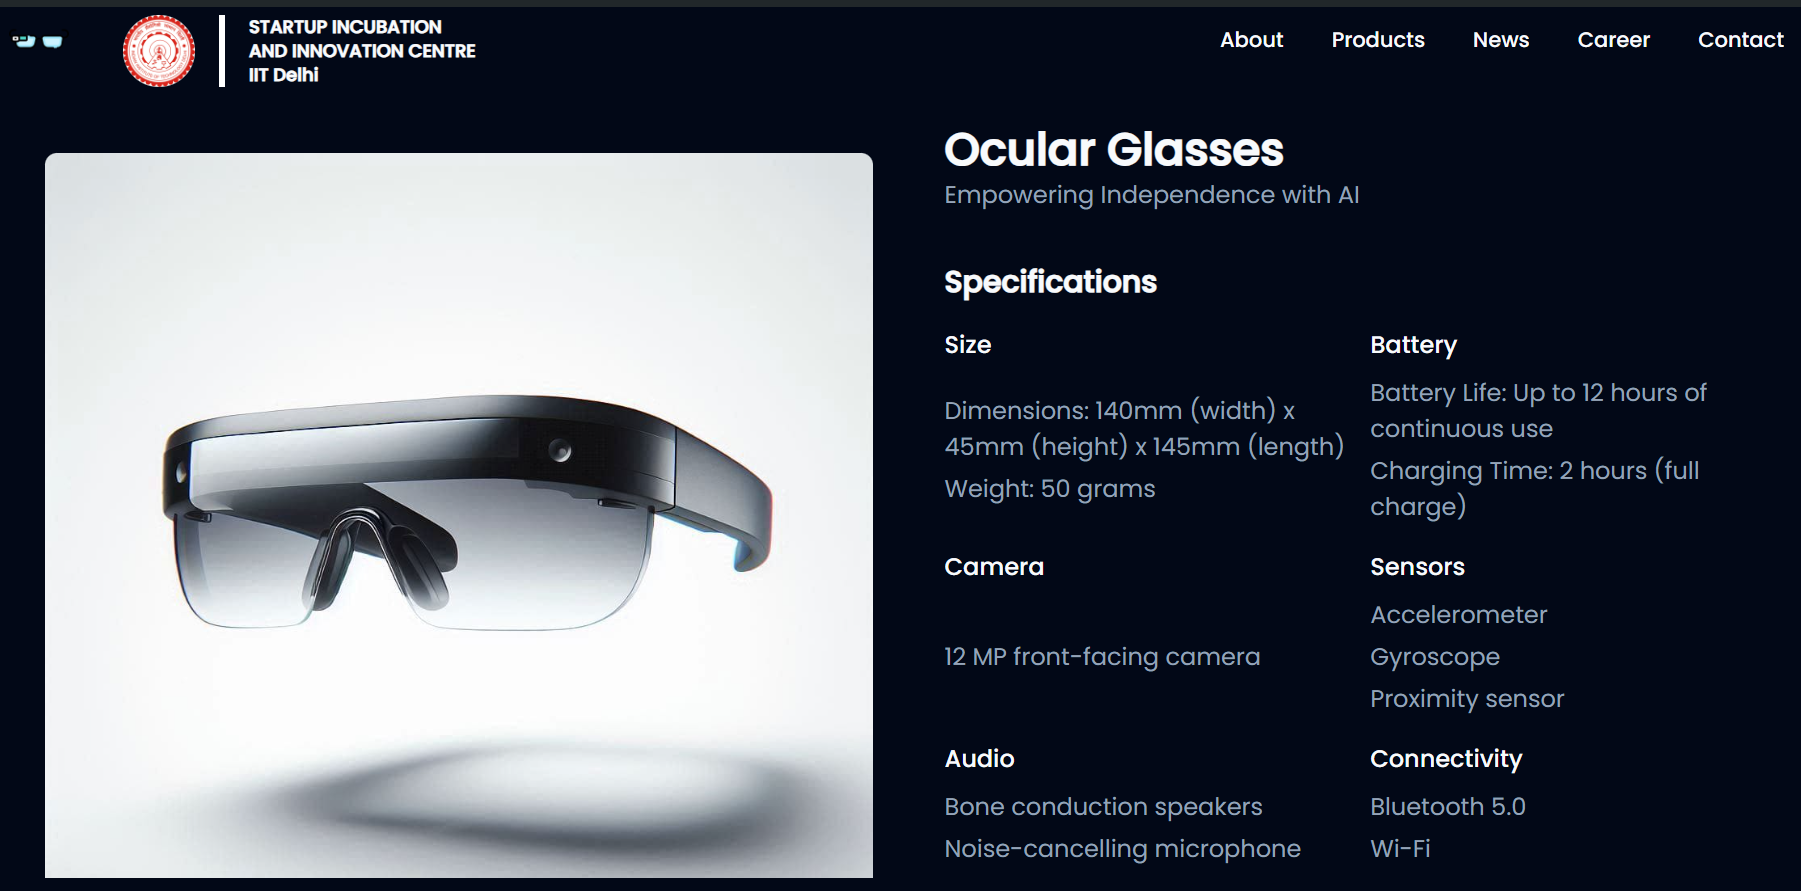 STARTUP INCUBATION
AND INNOVATION CENTRE
IIT Delhi
About
Products
News
Career
Contact
Ocular Glasses
Empowering Independence with AI
Specifications
Size
Dimensions: 140mm (width) x
45mm (height) x 145mm (length)
Weight: 50 grams
Battery
Battery Life: Up to 12 hours of
continuous use
Charging Time: 2 hours (full
charge)
Camera
12 MP front-facing camera
Sensors
Accelerometer
Gyroscope
Proximity sensor
Audio
Bone conduction speakers
Noise-cancelling microphone
Connectivity
Bluetooth 5.0
Wi-Fi